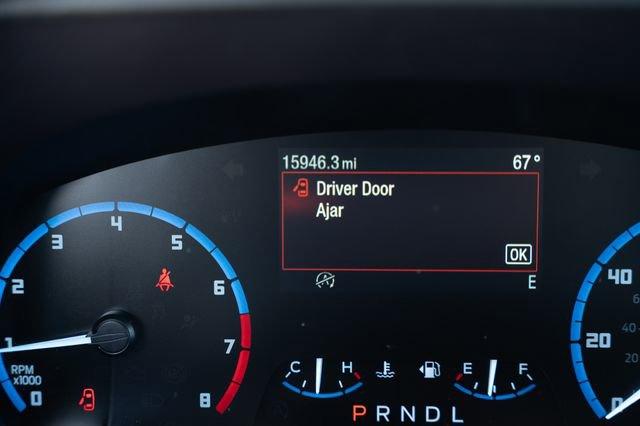 15946.3 mi 67°
Driver Door
Ajar
OK
E
0 1 2 3 4 5 6 7 8
RPM
x1000
C H E F
P R N D L
40
20
0